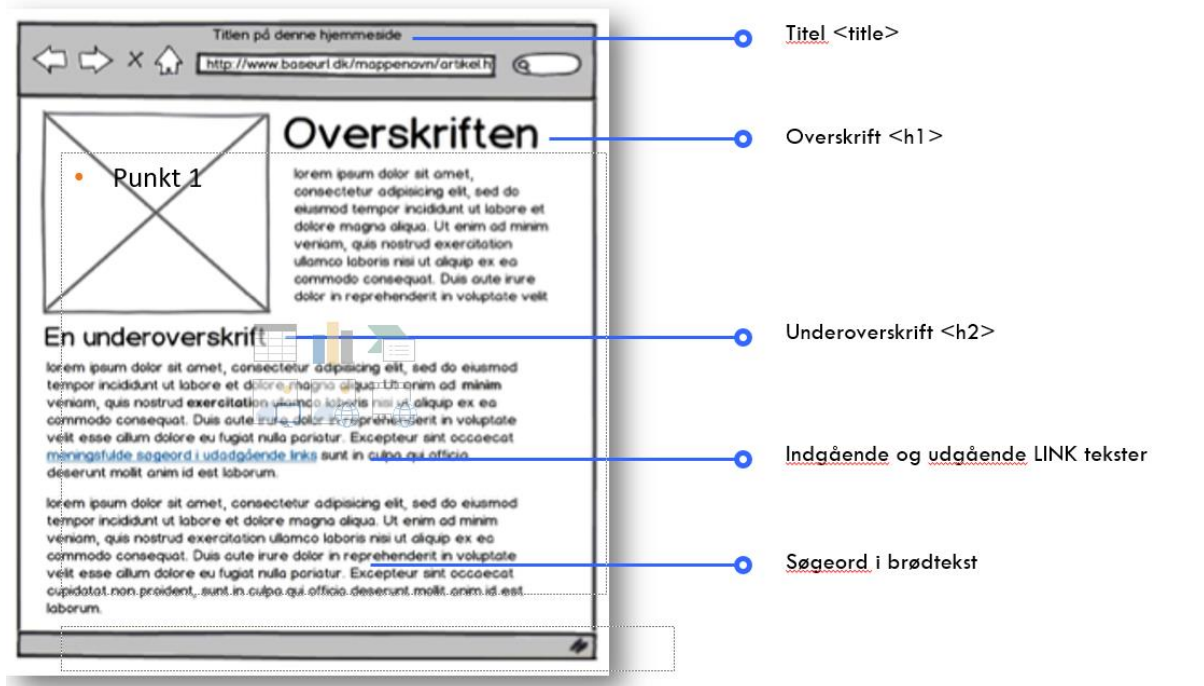 Titlen på denne hjemmeside
http://www.baseurl.dk/mappenavn/artikel.h
Titel <title>
Overskriften
Overskrift <h1>
• Punkt 1
lorem ipsum dolor sit amet,
consectetur adipisicing elit, sed do
eiusmod tempor incididunt ut labore et
dolore magna aliqua. Ut enim ad minim
veniam, quis nostrud exercitation
ullamco laboris nisi ut aliquip ex ea
commodo consequat. Duis aute irure
dolor in reprehenderit in voluptate velit
En underoverskrift
Underoverskrift <h2>
lorem ipsum dolor sit amet, consectetur adipisicing elit, sed do eiusmod
tempor incididunt ut labore et dolore magna aliqua. Ut enim ad minim
veniam, quis nostrud exercitation ullamco laboris nisi ut aliquip ex ea
commodo consequat. Duis aute irure dolor in reprehenderit in voluptate
velit esse cillum dolore eu fugiat nulla pariatur. Excepteur sint occaecat
meningsfulde søgeord i udadgående links sunt in culpa qui officia
deserunt mollit anim id est laborum.
Indgående og udgående LINK tekster
lorem ipsum dolor sit amet, consectetur adipisicing elit, sed do eiusmod
tempor incididunt ut labore et dolore magna aliqua. Ut enim ad minim
veniam, quis nostrud exercitation ullamco laboris nisi ut aliquip ex ea
commodo consequat. Duis aute irure dolor in reprehenderit in voluptate
velit esse cillum dolore eu fugiat nulla pariatur. Excepteur sint occaecat
cupidatat non proident, sunt in culpa qui officia deserunt mollit anim id est
laborum.
Søgeord i brødtekst